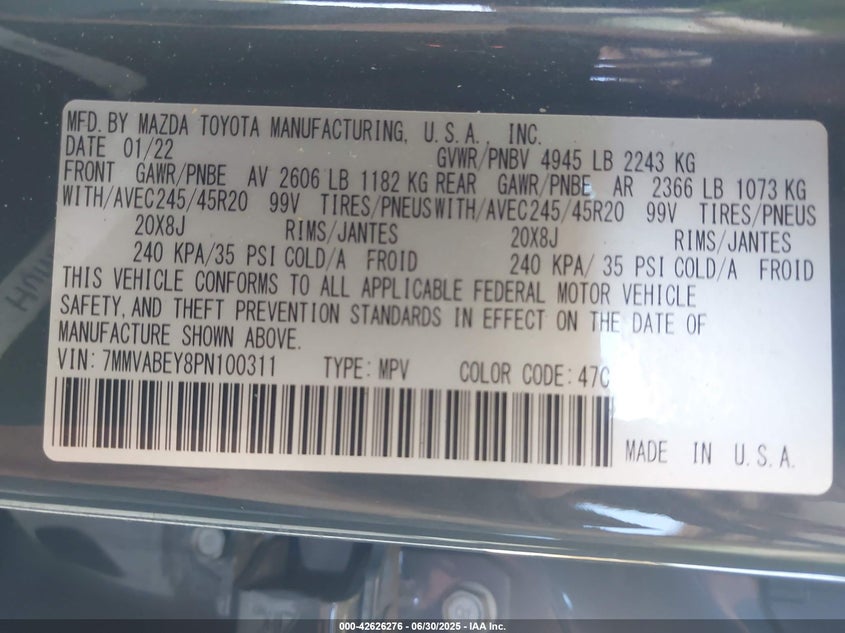 MFD. BY MAZDA TOYOTA MANUFACTURING, U.S.A., INC.
DATE 01/22 GVWR/PNBV 4945 LB 2243 KG
FRONT GAWR/PNBE AV 2606 LB 1182 KG REAR GAWR/PNBE AR 2366 LB 1073 KG
WITH/AVEC245/45R20 99V TIRES/PNEUS WITH/AVEC245/45R20 99V TIRES/PNEUS
20X8J RIMS/JANTES 20X8J RIMS/JANTES
240 KPA/35 PSI COLD/A FROID 240 KPA/ 35 PSI COLD/A FROID
THIS VEHICLE CONFORMS TO ALL APPLICABLE FEDERAL MOTOR VEHICLE
SAFETY, AND THEFT PREVENTION STANDARDS IN EFFECT ON THE DATE OF
MANUFACTURE SHOWN ABOVE.
VIN: 7MMVABEY8PN100311 TYPE: MPV COLOR CODE: 47C
MADE IN U.S.A.
000-42626276 - 06/30/2025 - Copyright IAA, Inc.